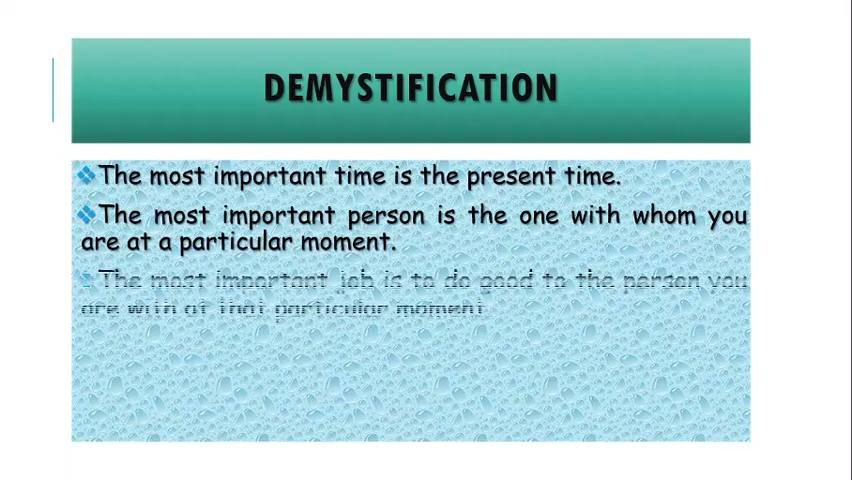 DEMYSTIFICATION
The most important time is the present time.
The most important person is the one with whom you
are at a particular moment.
The most important job is to do good to the person you
are with at that particular moment